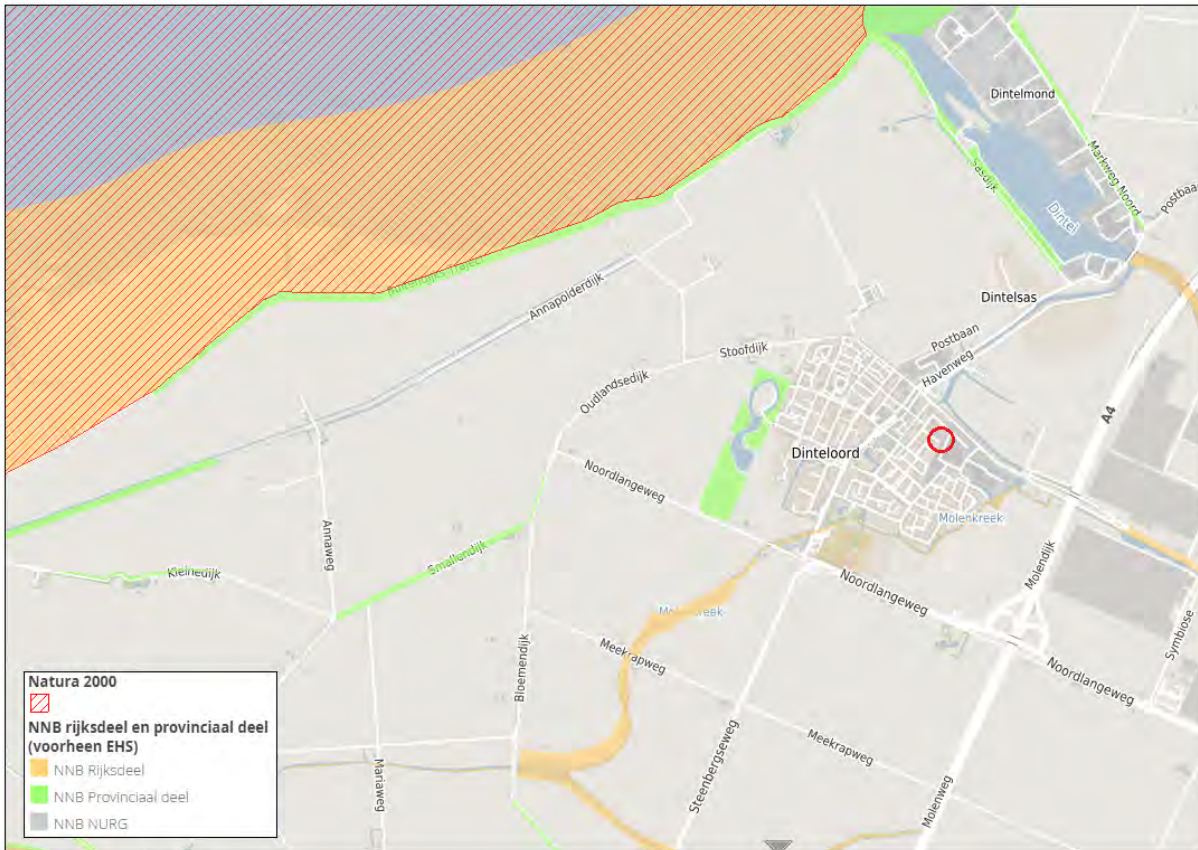 Dintelmond
Markweg Noord
Postbaan
Sasdijk
Dintel
Buitendijks Traject
Annapolderdijk
Dintelsas
Postbaan
Stoofdijk
Havenweg
Oudlandsedijk
A4
Dinteloord
Noordlangeweg
Molenkreek
Annaweg
Smallendijk
Kleinedijk
Molendijk
Noordlangeweg
Symbiose
Noordlangeweg
Meekrapweg
Bloemendijk
Meekrapweg
Steenbergseweg
Mariaweg
Molenweg
Natura 2000
NNB rijksdeel en provinciaal deel
(voorheen EHS)
NNB Rijksdeel
NNB Provinciaal deel
NNB NURG